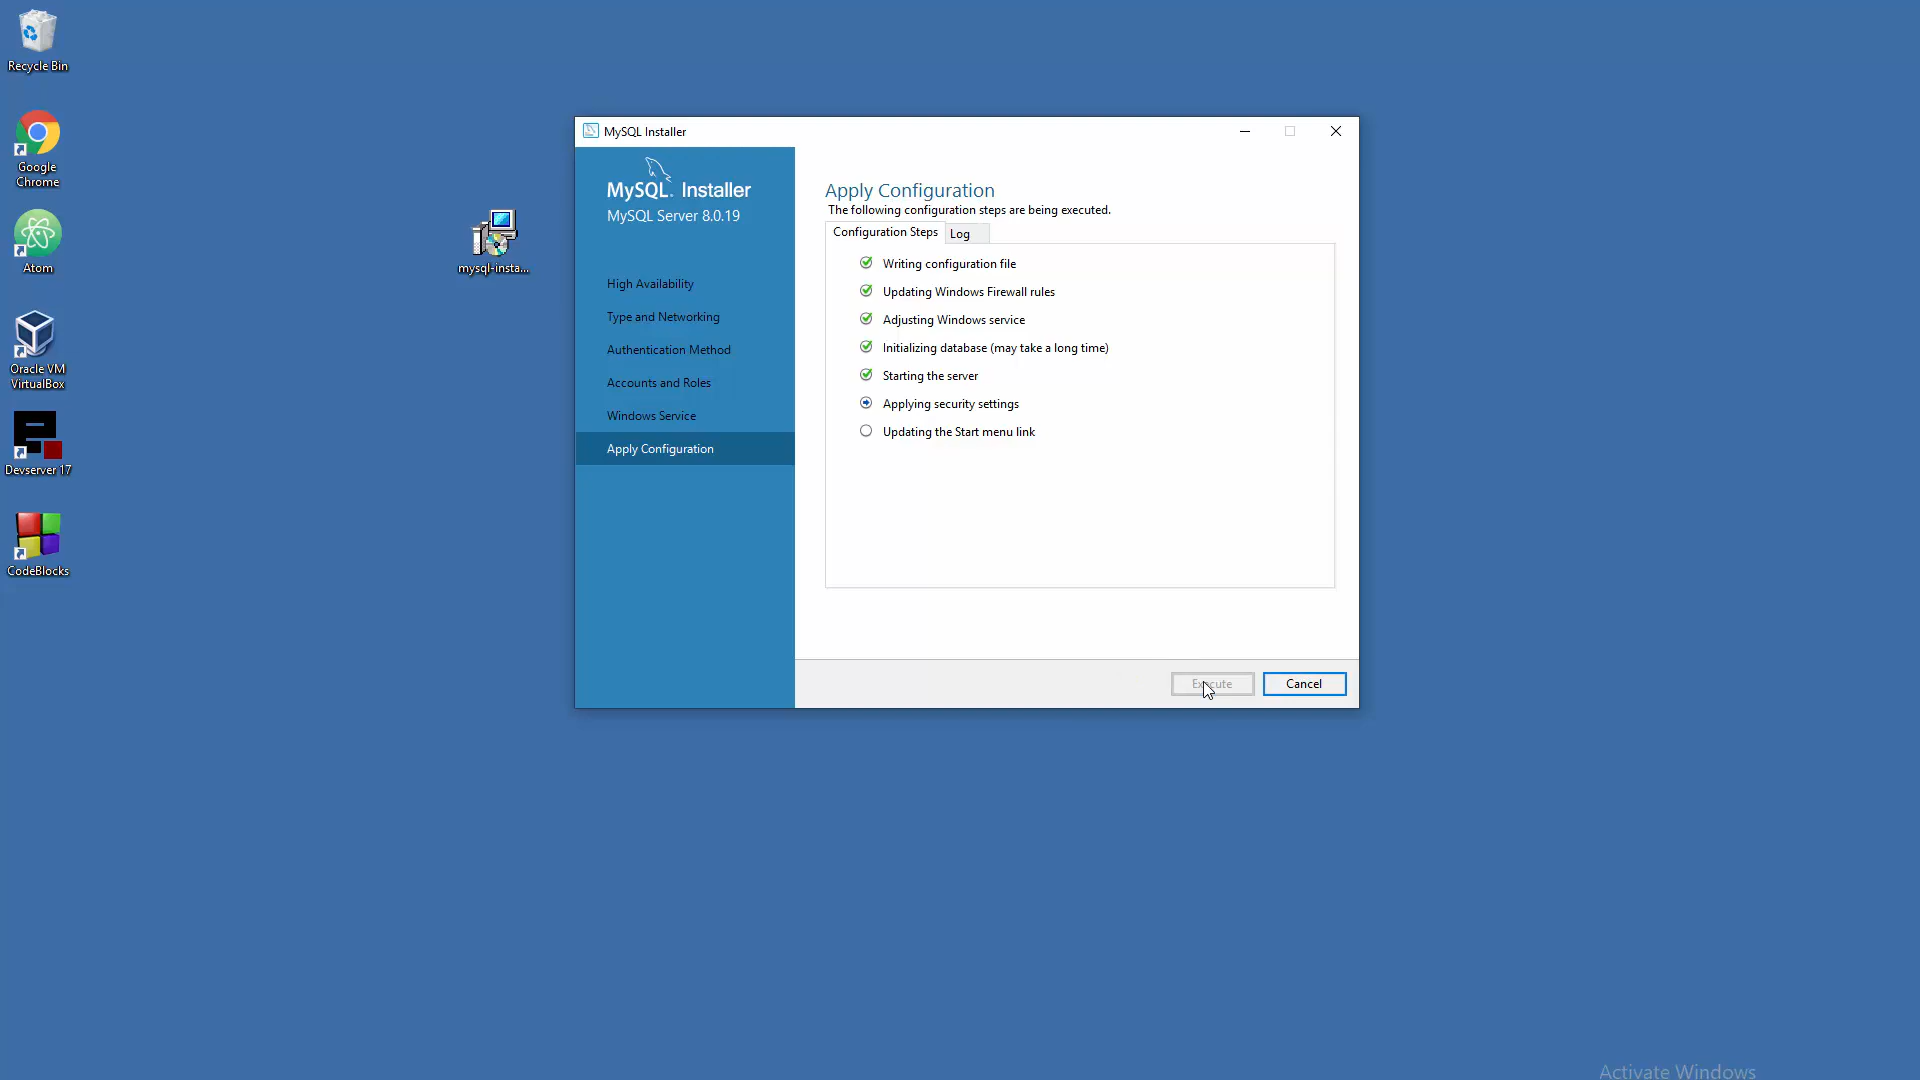 Recycle Bin
Google
Chrome
Atom
Oracle VM
VirtualBox
Devserver 17
CodeBlocks
mysql-insta...
MySQL Installer
MySQL. Installer
MySQL Server 8.0.19
High Availability
Type and Networking
Authentication Method
Accounts and Roles
Windows Service
Apply Configuration
Apply Configuration
The following configuration steps are being executed.
Configuration Steps
Log
Writing configuration file
Updating Windows Firewall rules
Adjusting Windows service
Initializing database (may take a long time)
Starting the server
Applying security settings
Updating the Start menu link
Execute
Cancel
Activate Windows